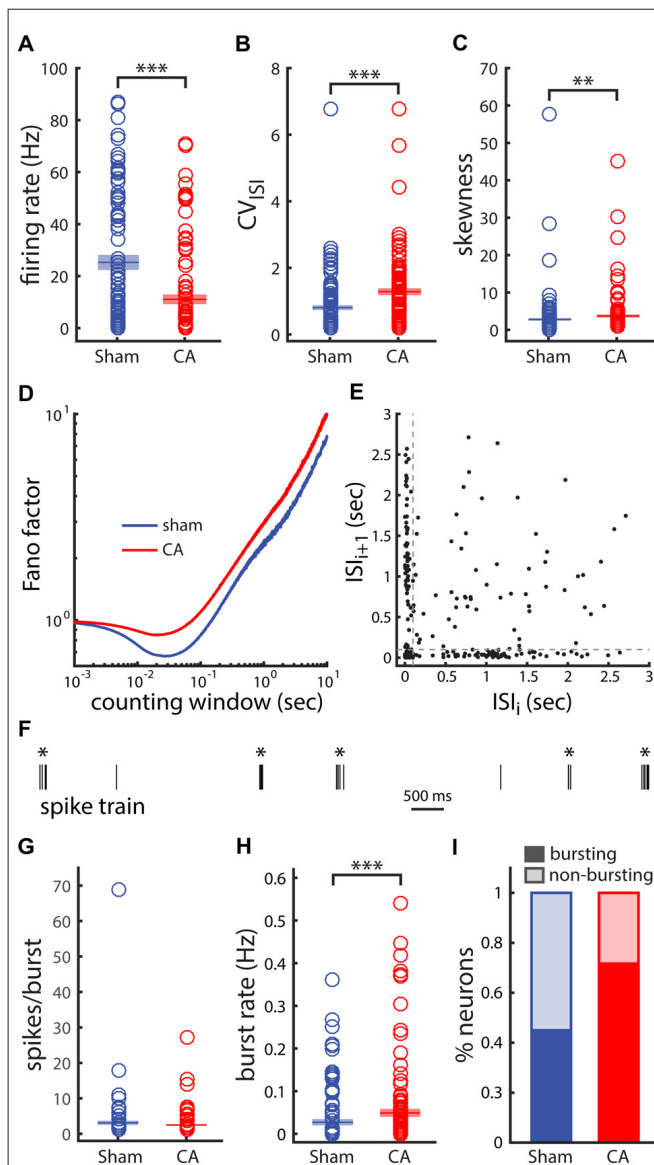 A
B
C
***
***
**
firing rate (Hz)
100
80
60
40
20
0
Sham
CA
CVISI
8
6
4
2
0
Sham
CA
skewness
70
60
50
40
30
20
10
0
Sham
CA
D
E
Fano factor
10^1
10^0
sham
CA
10^-3
10^-2
10^-1
10^0
10^1
counting window (sec)
ISIi+1 (sec)
3
2.5
2
1.5
1
0.5
0
0
0.5
1
1.5
2
2.5
3
ISIi (sec)
F
*
*
*
*
*
spike train
500 ms
G
H
I
spikes/burst
70
60
50
40
30
20
10
0
Sham
CA
***
burst rate (Hz)
0.6
0.5
0.4
0.3
0.2
0.1
0
Sham
CA
bursting
non-bursting
% neurons
1
0.8
0.6
0.4
0.3
0
Sham
CA